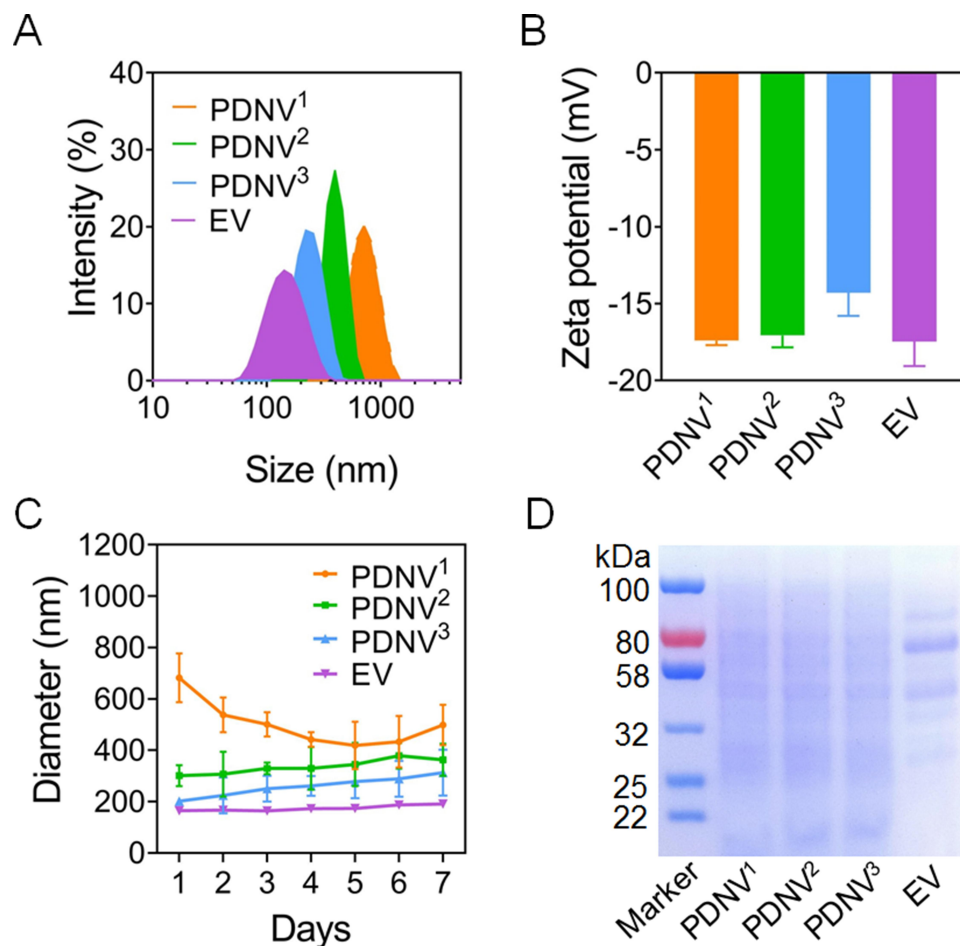 A
Intensity (%)
40
30
20
10
0
PDNV¹
PDNV²
PDNV³
EV
10
100
1000
Size (nm)
B
Zeta potential (mV)
0
-5
-10
-15
-20
PDNV¹
PDNV²
PDNV³
EV
C
Diameter (nm)
1200
1000
800
600
400
200
0
PDNV¹
PDNV²
PDNV³
EV
1 2 3 4 5 6 7
Days
D
kDa
100
80
58
32
25
22
Marker
PDNV¹
PDNV²
PDNV³
EV